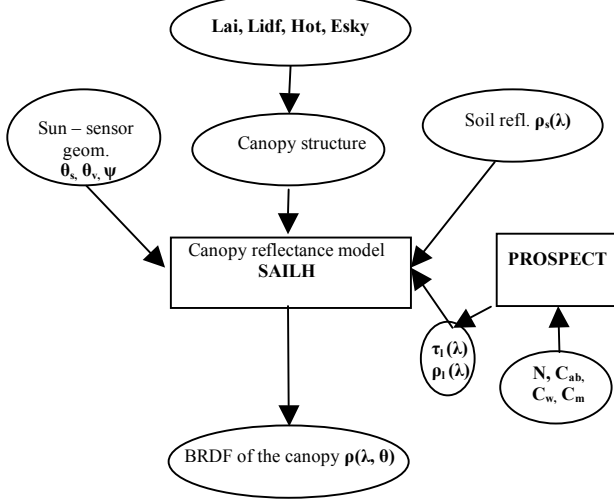 Lai, Lidf, Hot, Esky
Sun – sensor
geom.
θs, θv, ψ
Canopy structure
Soil refl. ρs(λ)
Canopy reflectance model
SAILH
PROSPECT
τl (λ)
ρl (λ)
N, Cab,
Cw, Cm
BRDF of the canopy ρ(λ, θ)